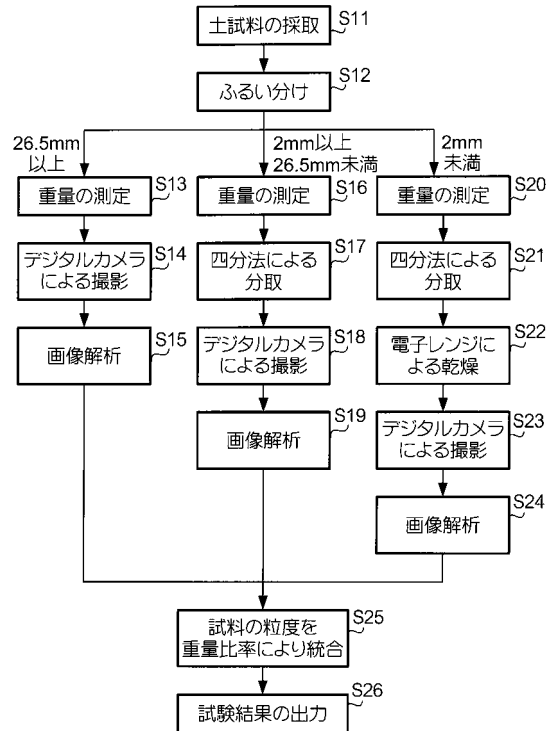 土試料の採取
S11
ふるい分け
S12
26.5mm
以上
2mm以上
26.5mm未満
2mm
未満
重量の測定
S13
デジタルカメラ
による撮影
S14
画像解析
S15
重量の測定
S16
四分法による
分取
S17
デジタルカメラ
による撮影
S18
画像解析
S19
重量の測定
S20
四分法による
分取
S21
電子レンジに
よる乾燥
S22
デジタルカメラ
による撮影
S23
画像解析
S24
試料の粒度を
重量比率により統合
S25
試験結果の出力
S26